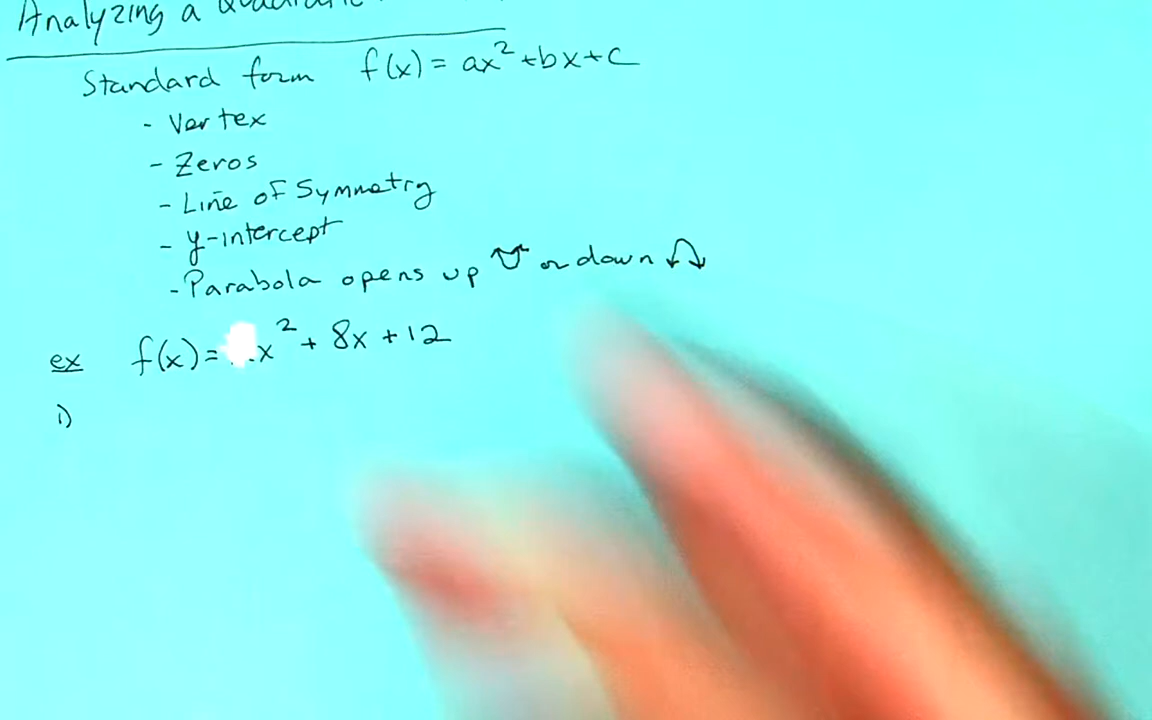 Analyzing a
Standard form f(x) = ax² + bx + c
- Vertex
- Zeros
- Line of Symmetry
- y-intercept
- Parabola opens up or down
ex f(x) = x² + 8x + 12
1)